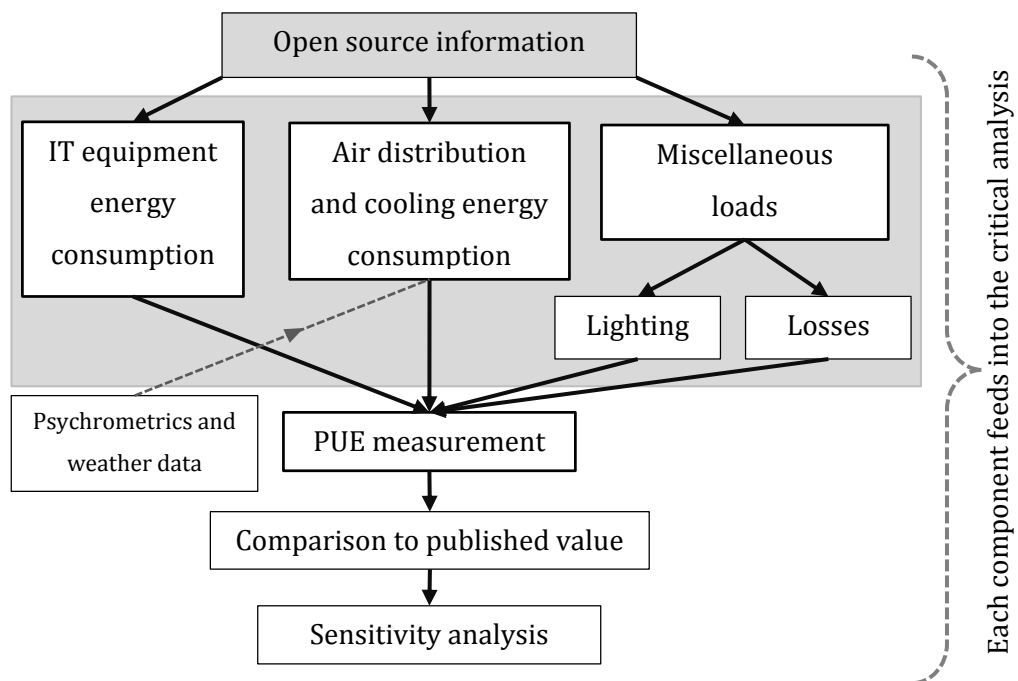 Open source information
IT equipment
energy
consumption
Air distribution
and cooling energy
consumption
Miscellaneous
loads
Lighting
Losses
Psychrometrics and
weather data
PUE measurement
Comparison to published value
Sensitivity analysis
Each component feeds into the critical analysis